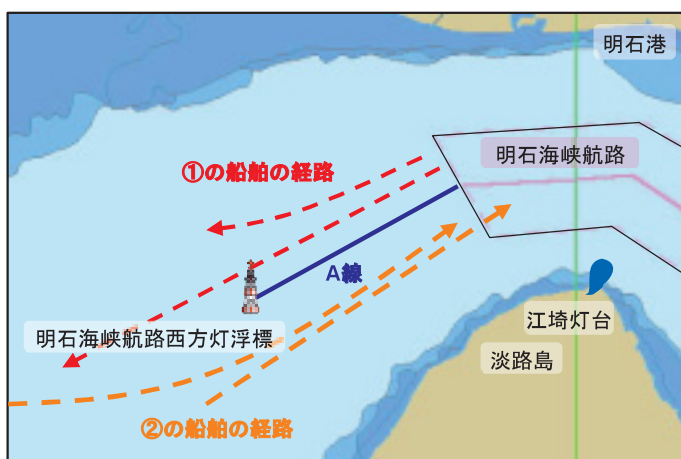 明石港
明石海峡航路
①の船舶の経路
A線
江埼灯台
明石海峡航路西方灯浮標
淡路島
②の船舶の経路